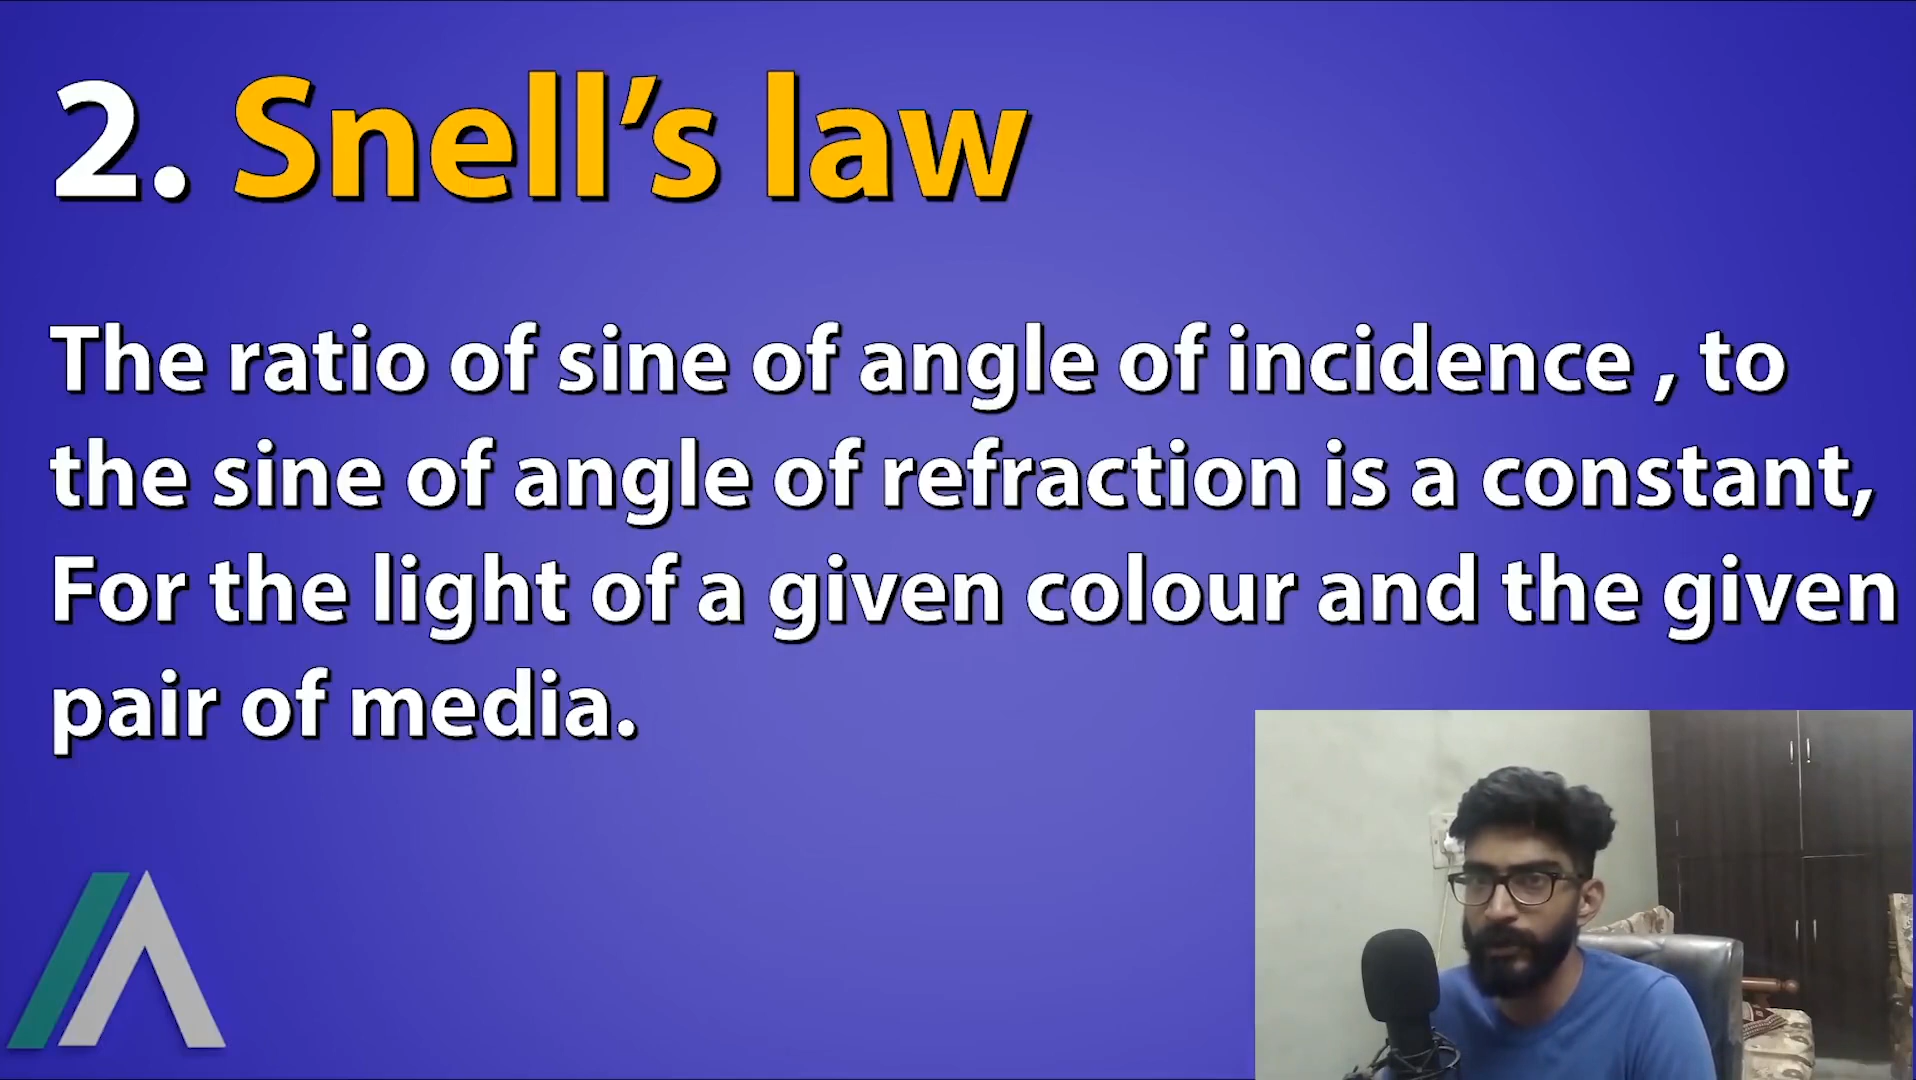 2. Snell’s law
The ratio of sine of angle of incidence , to
the sine of angle of refraction is a constant,
For the light of a given colour and the given
pair of media.